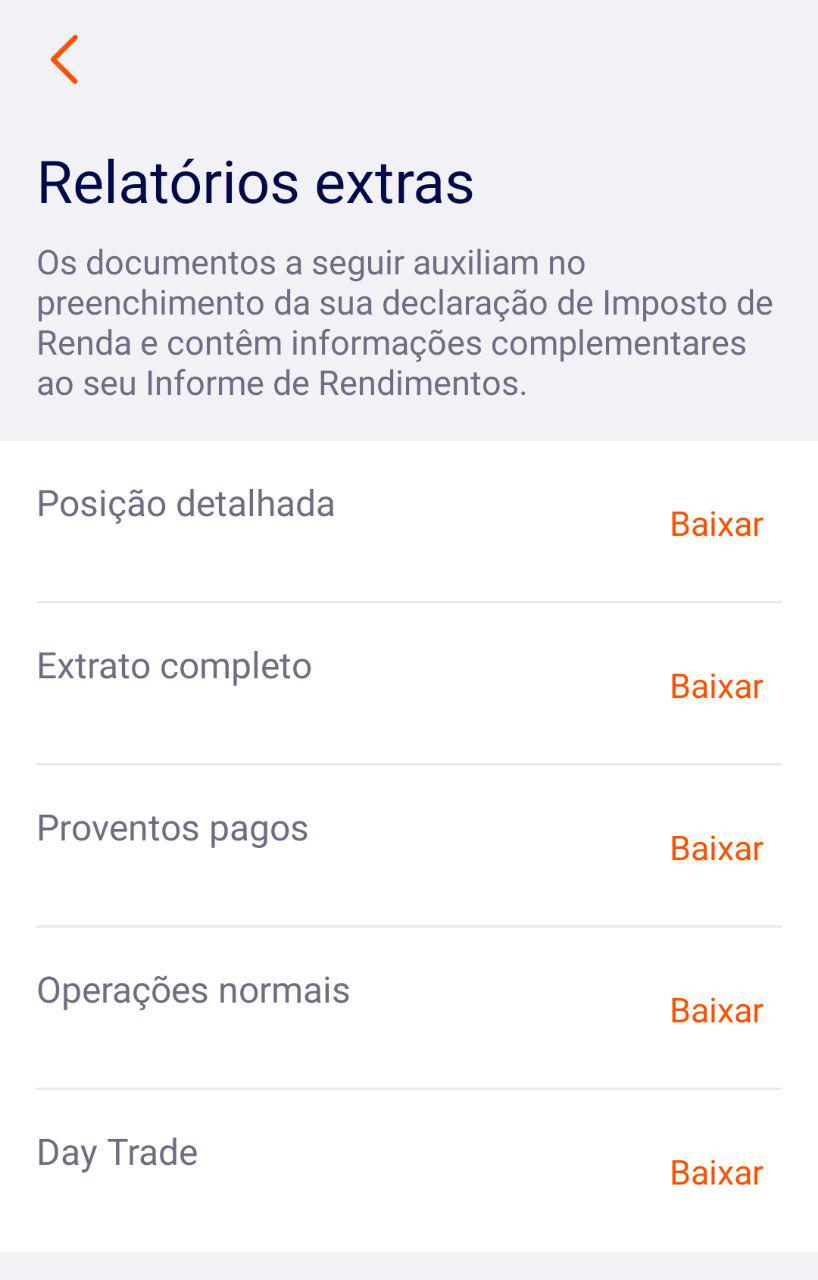 Relatórios extras
Os documentos a seguir auxiliam no
preenchimento da sua declaração de Imposto de
Renda e contêm informações complementares
ao seu Informe de Rendimentos.
Posição detalhada
Baixar
Extrato completo
Baixar
Proventos pagos
Baixar
Operações normais
Baixar
Day Trade
Baixar